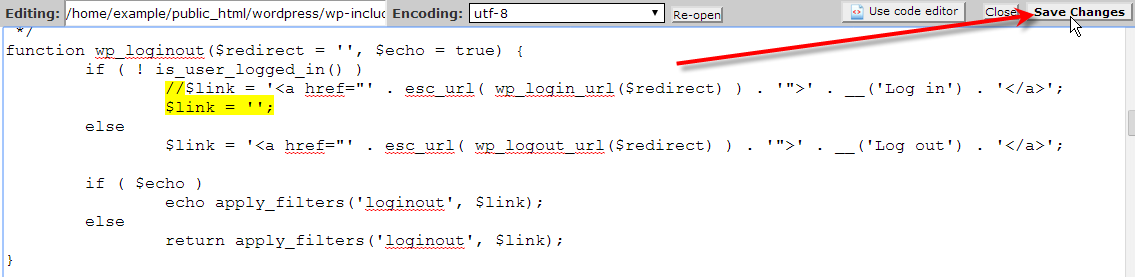 Editing: /home/example/public_html/wordpress/wp-inclu Encoding: utf-8 Re-open Use code editor Close Save Changes
*/
function wp_loginout($redirect = '', $echo = true) {
if ( ! is_user_logged_in() )
//$link = '<a href="' . esc_url( wp_login_url($redirect) ) . '">' . __('Log in') . '</a>';
$link = '';
else
$link = '<a href="' . esc_url( wp_logout_url($redirect) ) . '">' . __('Log out') . '</a>';
if ( $echo )
echo apply_filters('loginout', $link);
else
return apply_filters('loginout', $link);
}